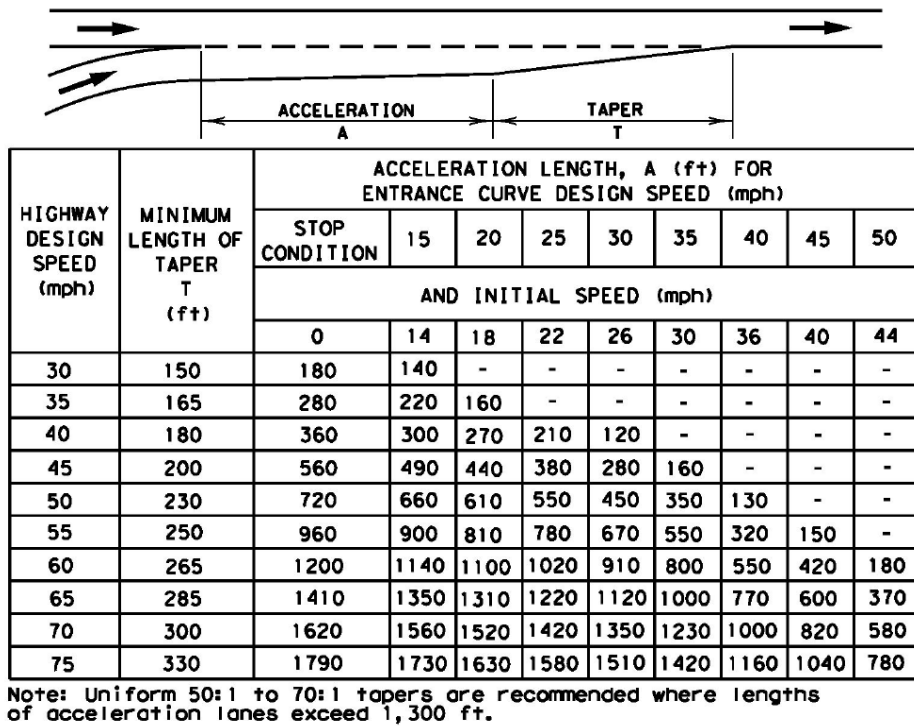 ACCELERATION
A
TAPER
T
HIGHWAY DESIGN SPEED (mph)
MINIMUM LENGTH OF TAPER T (ft)
ACCELERATION LENGTH, A (ft) FOR
ENTRANCE CURVE DESIGN SPEED (mph)
STOP CONDITION 15 20 25 30 35 40 45 50
AND INITIAL SPEED (mph)
0 14 18 22 26 30 36 40 44
30 150 180 140 - - - - - - -
35 165 280 220 160 - - - - - -
40 180 360 300 270 210 120 - - - -
45 200 560 490 440 380 280 160 - - -
50 230 720 660 610 550 450 350 130 - -
55 250 960 900 810 780 670 550 320 150 -
60 265 1200 1140 1100 1020 910 800 550 420 180
65 285 1410 1350 1310 1220 1120 1000 770 600 370
70 300 1620 1560 1520 1420 1350 1230 1000 820 580
75 330 1790 1730 1630 1580 1510 1420 1160 1040 780
Note: Uniform 50:1 to 70:1 tapers are recommended where lengths
of acceleration lanes exceed 1,300 ft.